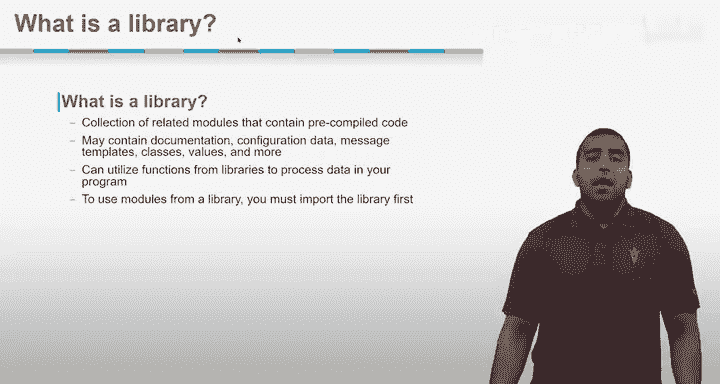 What is a library?
What is a library?
– Collection of related modules that contain pre-compiled code
– May contain documentation, configuration data, message
templates, classes, values, and more
– Can utilize functions from libraries to process data in your
program
– To use modules from a library, you must import the library first